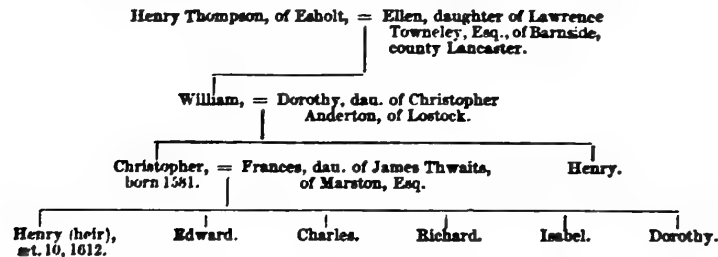 Henry Thompson, of Esholt, = Ellen, daughter of Lawrence
Towneley, Esq., of Barnside,
county Lancaster.
William, = Dorothy, dau. of Christopher
Anderton, of Lostock.
Christopher, = Frances, dau. of James Thwaits,
born 1581. of Marston, Esq.
Henry.
Henry (heir),
æt. 10, 1612.
Edward.
Charles.
Richard.
Isabel.
Dorothy.